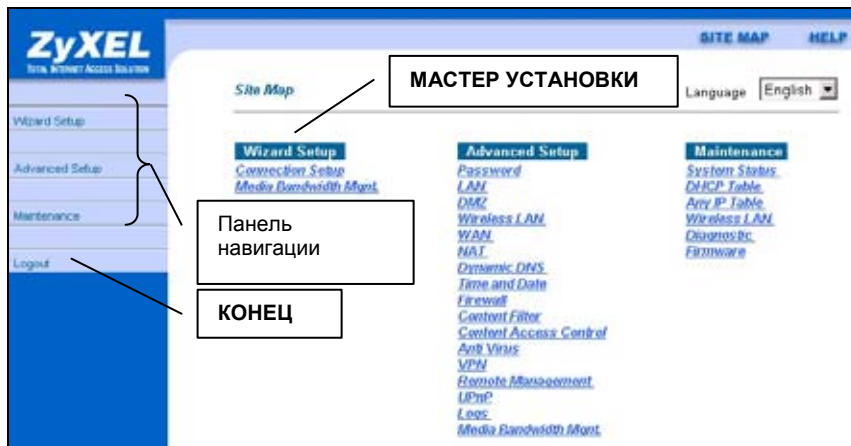 ZyXEL
TOTAL INTERNET ACCESS SOLUTION
SITE MAP HELP
Site Map
МАСТЕР УСТАНОВКИ
Language English
Wizard Setup
Advanced Setup
Maintenance
Logout
Панель
навигации
КОНЕЦ
Wizard Setup
Connection Setup
Media Bandwidth Mgnt.
Advanced Setup
Password
LAN
DMZ
Wireless LAN
WAN
NAT
Dynamic DNS
Time and Date
Firewall
Content Filter
Content Access Control
Anti Virus
VPN
Remote Management
UPnP
Logs
Media Bandwidth Mgnt.
Maintenance
System Status
DHCP Table
Any IP Table
Wireless LAN
Diagnostic
Firmware